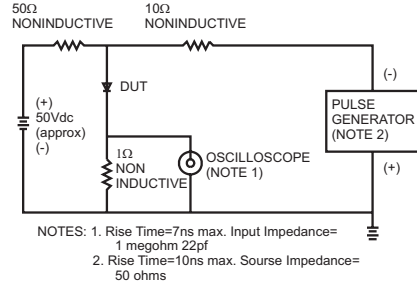 50Ω
NONINDUCTIVE
10Ω
NONINDUCTIVE
(+)
50Vdc
(approx)
(-)
DUT
1Ω
NON
INDUCTIVE
OSCILLOSCOPE
(NOTE 1)
(-)
PULSE
GENERATOR
(NOTE 2)
(+)
NOTES: 1. Rise Time=7ns max. Input Impedance=
1 megohm 22pf
2. Rise Time=10ns max. Sourse Impedance=
50 ohms